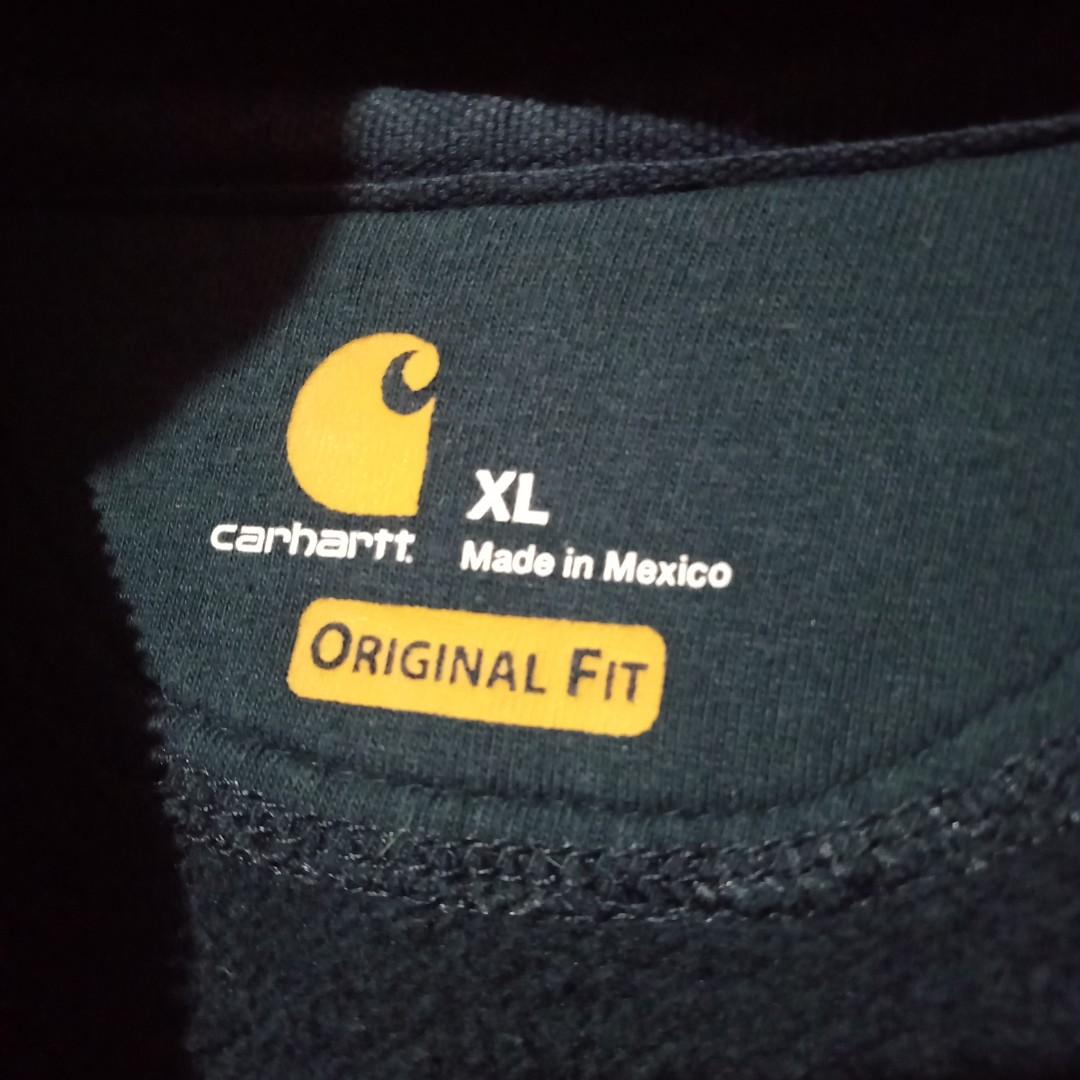 carhartt.
XL
Made in Mexico
ORIGINAL FIT